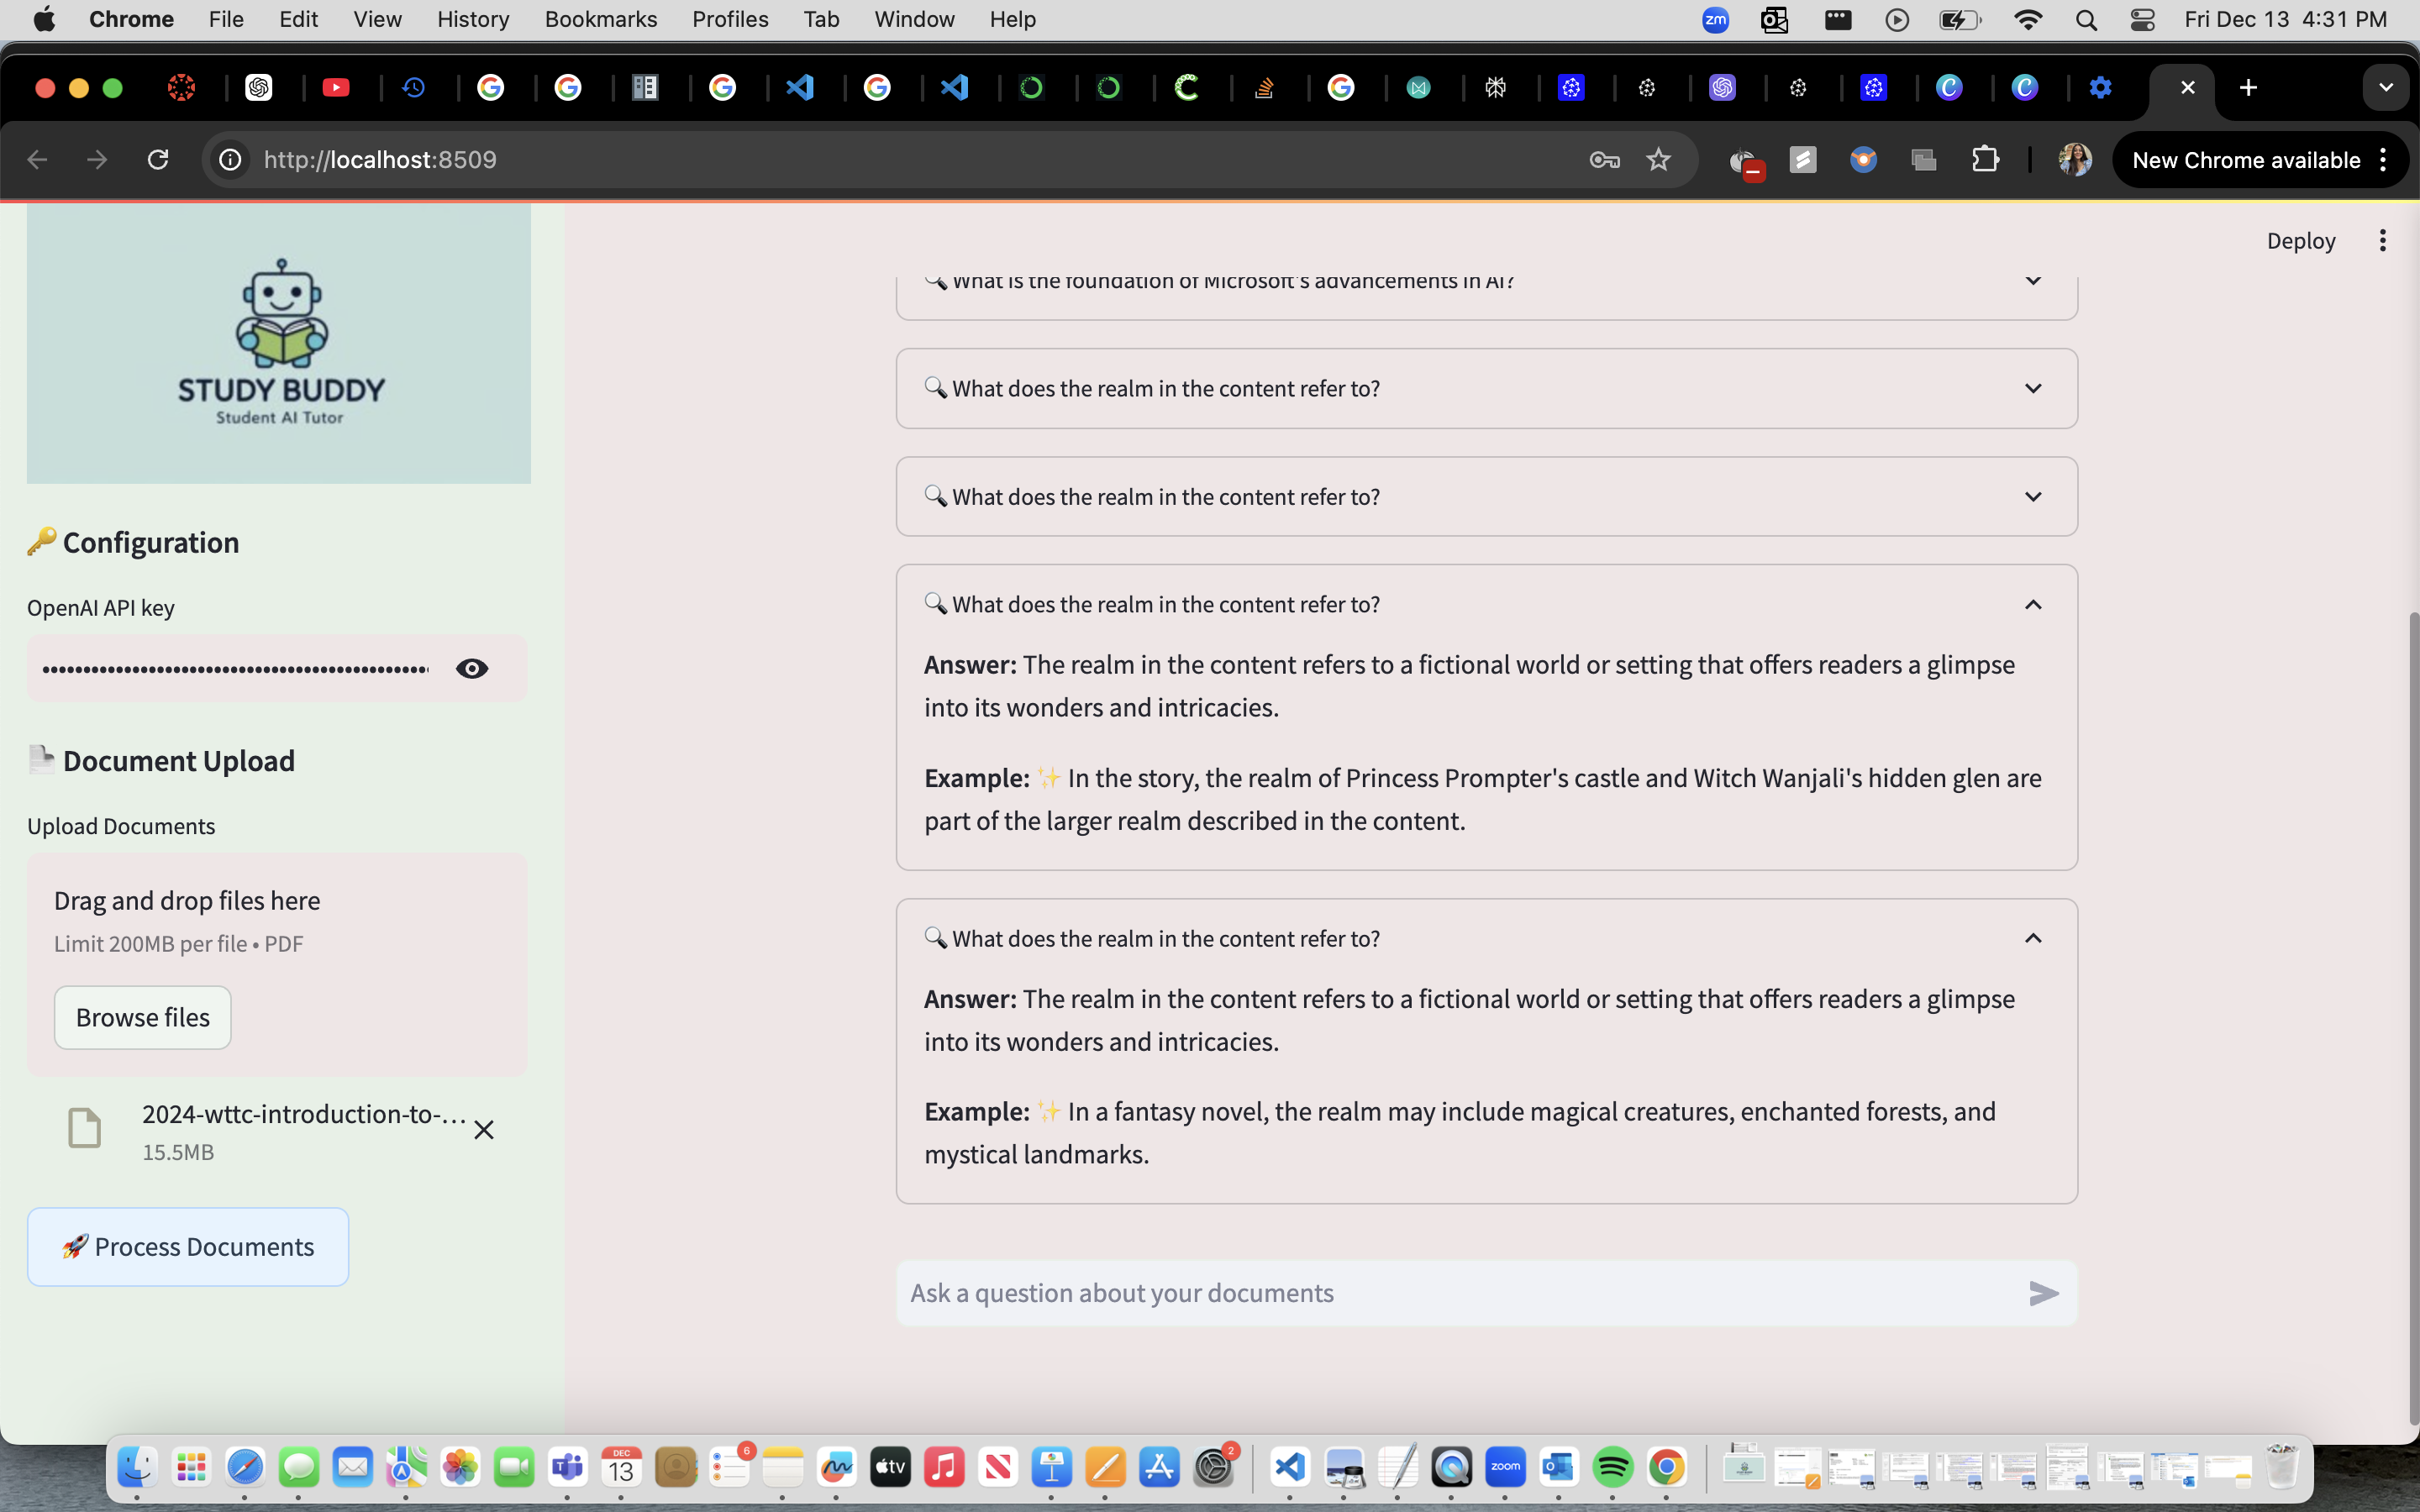 Chrome File Edit View History Bookmarks Profiles Tab Window Help zm Fri Dec 13 4:31 PM
http://localhost:8509 New Chrome available
Deploy
STUDY BUDDY
Student AI Tutor
🔑 Configuration
OpenAI API key
••••••••••••••••••••••••••••••••••••••••••••••••
Document Upload
Upload Documents
Drag and drop files here
Limit 200MB per file • PDF
Browse files
2024-wttc-introduction-to-...
15.5MB
🚀 Process Documents
🔍 What is the foundation of Microsoft's advancements in AI?
🔍 What does the realm in the content refer to?
🔍 What does the realm in the content refer to?
🔍 What does the realm in the content refer to?
Answer: The realm in the content refers to a fictional world or setting that offers readers a glimpse
into its wonders and intricacies.
Example: ✨ In the story, the realm of Princess Prompter's castle and Witch Wanjali's hidden glen are
part of the larger realm described in the content.
🔍 What does the realm in the content refer to?
Answer: The realm in the content refers to a fictional world or setting that offers readers a glimpse
into its wonders and intricacies.
Example: ✨ In a fantasy novel, the realm may include magical creatures, enchanted forests, and
mystical landmarks.
Ask a question about your documents
DEC
13
6
tv
2
zoom